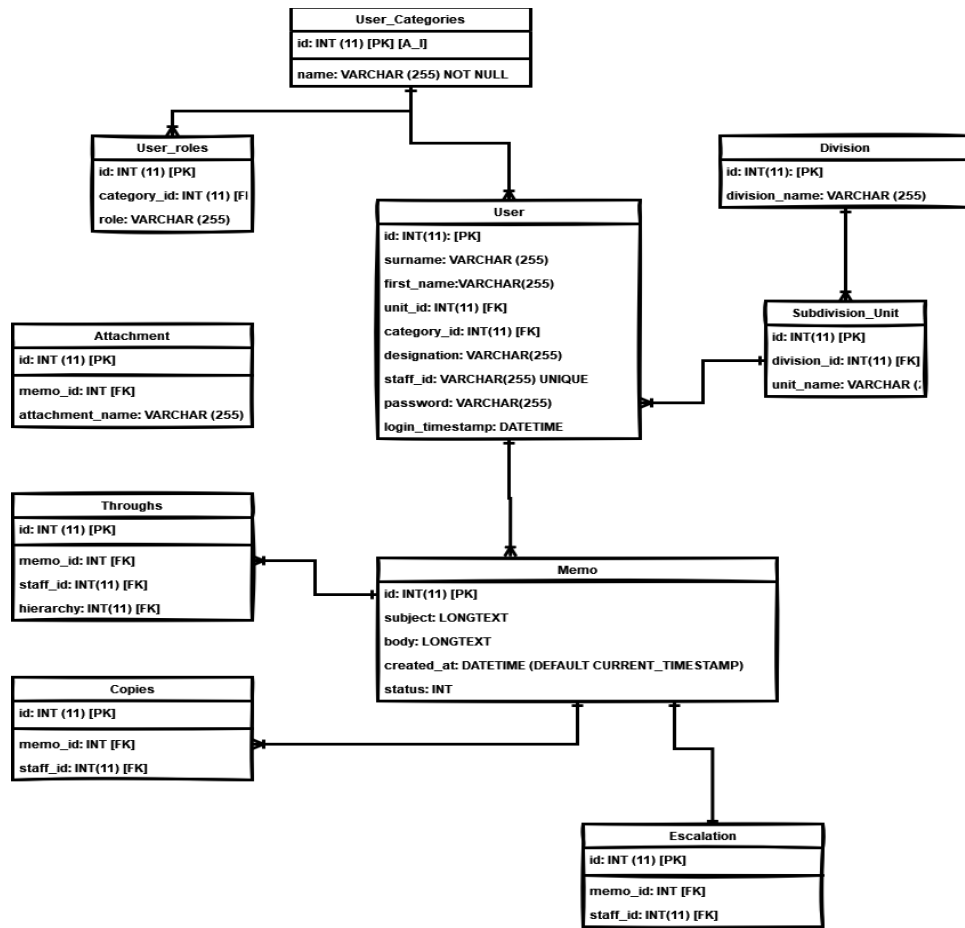 User_Categories
id: INT (11) [PK] [A_I]
name: VARCHAR (255) NOT NULL
User_roles
id: INT (11) [PK]
category_id: INT (11) [F
role: VARCHAR (255)
Division
id: INT(11): [PK]
division_name: VARCHAR (255)
User
id: INT(11): [PK]
surname: VARCHAR (255)
first_name:VARCHAR(255)
unit_id: INT(11) [FK]
category_id: INT(11) [FK]
designation: VARCHAR(255)
staff_id: VARCHAR(255) UNIQUE
password: VARCHAR(255)
login_timestamp: DATETIME
Subdivision_Unit
id: INT(11) [PK]
division_id: INT(11) [FK]
unit_name: VARCHAR (
Attachment
id: INT (11) [PK]
memo_id: INT [FK]
attachment_name: VARCHAR (255)
Throughs
id: INT (11) [PK]
memo_id: INT [FK]
staff_id: INT(11) [FK]
hierarchy: INT(11) [FK]
Memo
id: INT(11) [PK]
subject: LONGTEXT
body: LONGTEXT
created_at: DATETIME (DEFAULT CURRENT_TIMESTAMP)
status: INT
Copies
id: INT (11) [PK]
memo_id: INT [FK]
staff_id: INT(11) [FK]
Escalation
id: INT (11) [PK]
memo_id: INT [FK]
staff_id: INT(11) [FK]